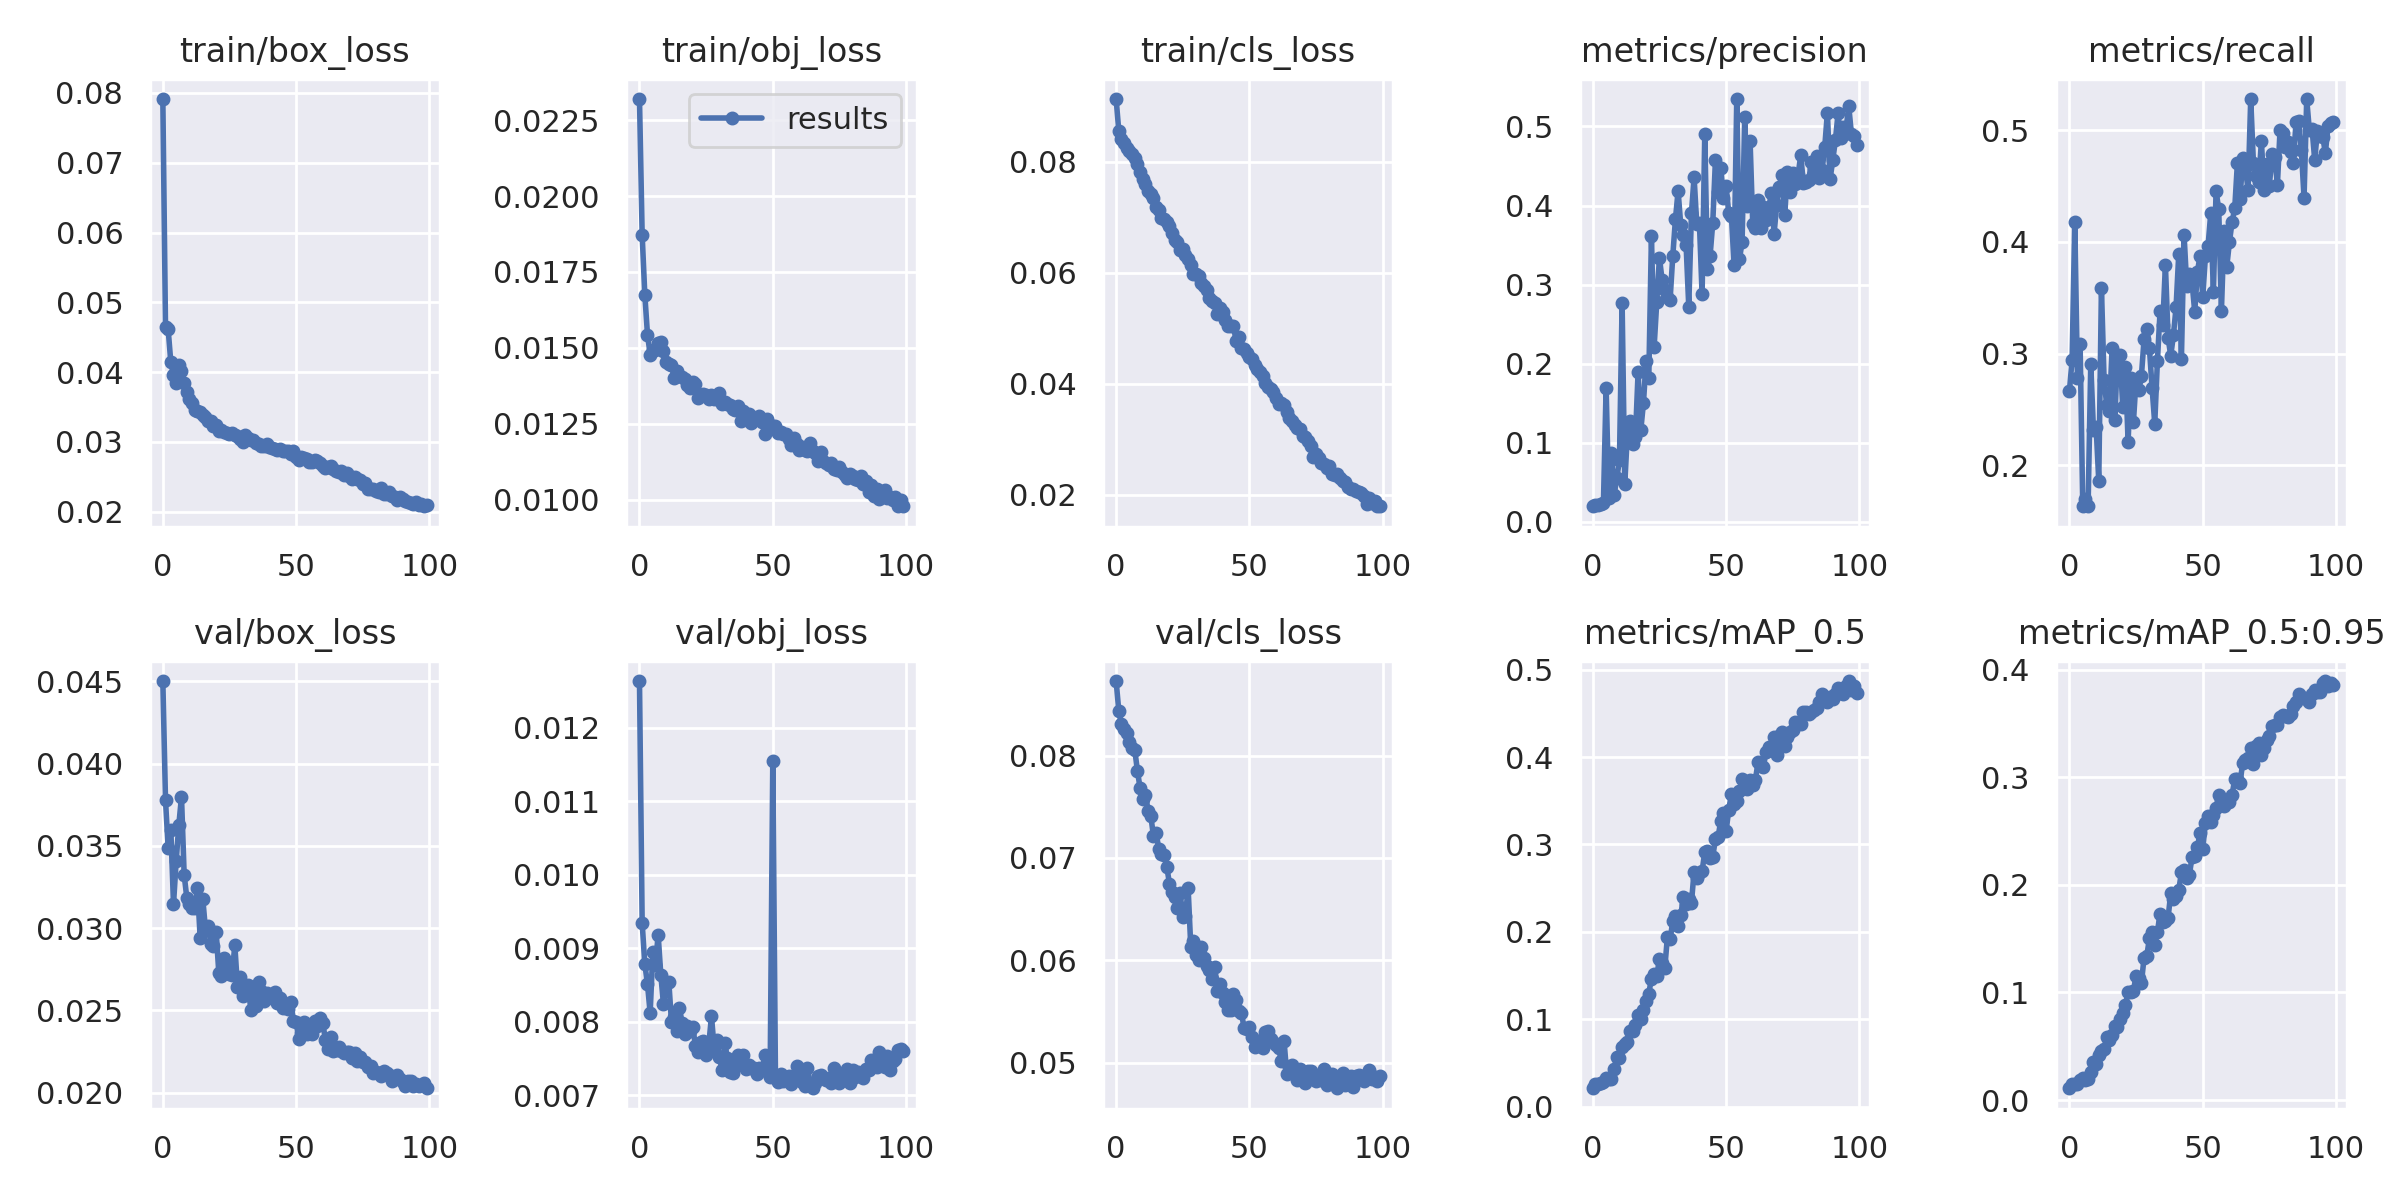 train/box_loss
0.08
0.07
0.06
0.05
0.04
0.03
0.02
0 50 100
train/obj_loss
results
0.0225
0.0200
0.0175
0.0150
0.0125
0.0100
0 50 100
train/cls_loss
0.08
0.06
0.04
0.02
0 50 100
metrics/precision
0.5
0.4
0.3
0.2
0.1
0.0
0 50 100
metrics/recall
0.5
0.4
0.3
0.2
0 50 100
val/box_loss
0.045
0.040
0.035
0.030
0.025
0.020
0 50 100
val/obj_loss
0.012
0.011
0.010
0.009
0.008
0.007
0 50 100
val/cls_loss
0.08
0.07
0.06
0.05
0 50 100
metrics/mAP_0.5
0.5
0.4
0.3
0.2
0.1
0.0
0 50 100
metrics/mAP_0.5:0.95
0.4
0.3
0.2
0.1
0.0
0 50 100